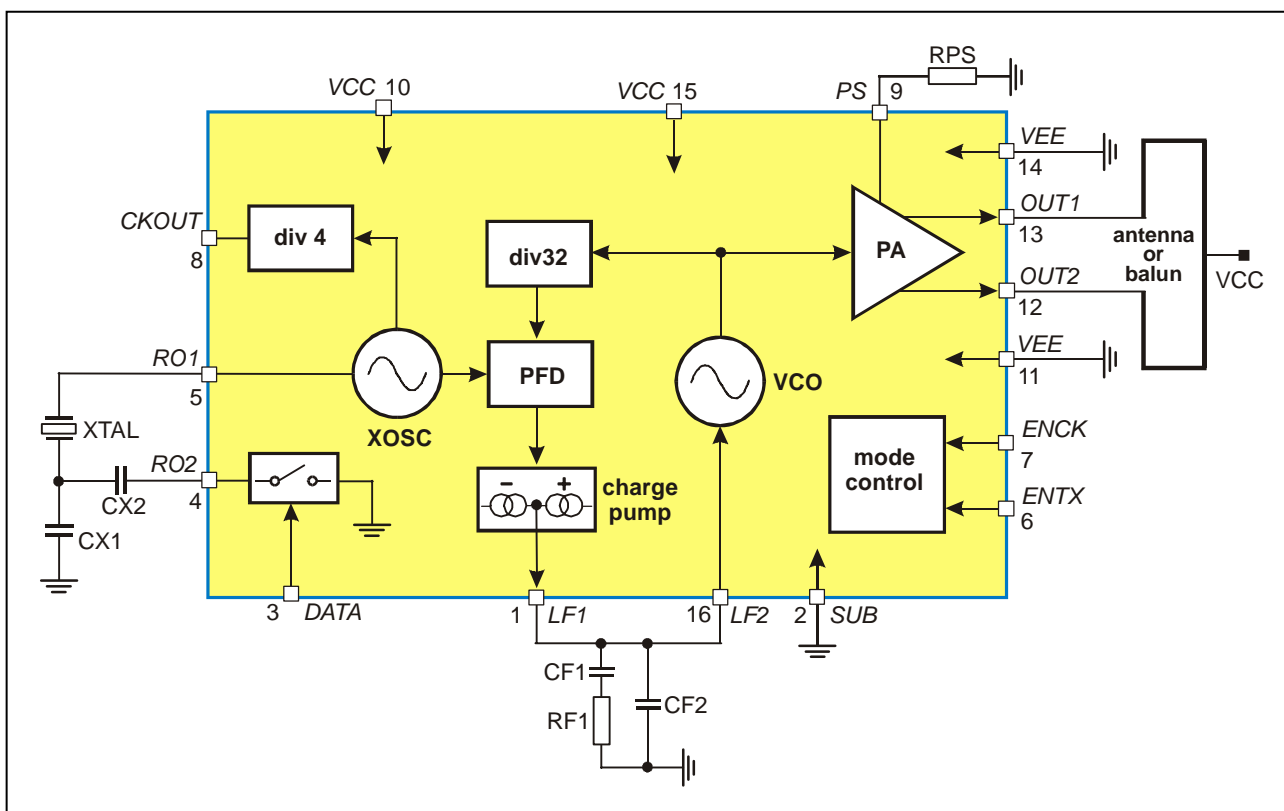 RPS
VCC 10
VCC 15
PS
9
VEE
14
CKOUT
8
div 4
div32
PA
OUT1
13
antenna
or
balun
VCC
OUT2
12
RO1
5
XOSC
PFD
VCO
VEE
11
XTAL
RO2
4
CX2
CX1
- +
charge
pump
mode
control
ENCK
7
ENTX
6
3 DATA
1 LF1
16 LF2
2 SUB
CF1
RF1
CF2